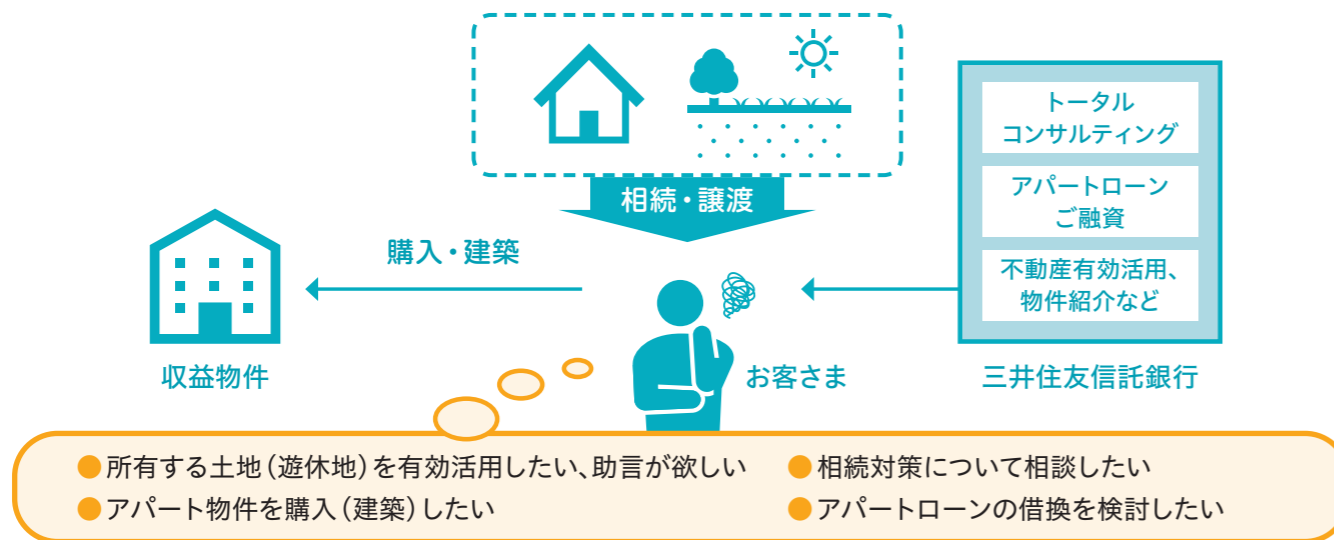 トータル
コンサルティング
アパートローン
ご融資
不動産有効活用、
物件紹介など
相続・譲渡
購入・建築
収益物件
お客さま
三井住友信託銀行
●所有する土地(遊休地)を有効活用したい、助言が欲しい
●アパート物件を購入(建築)したい
●相続対策について相談したい
●アパートローンの借換を検討したい